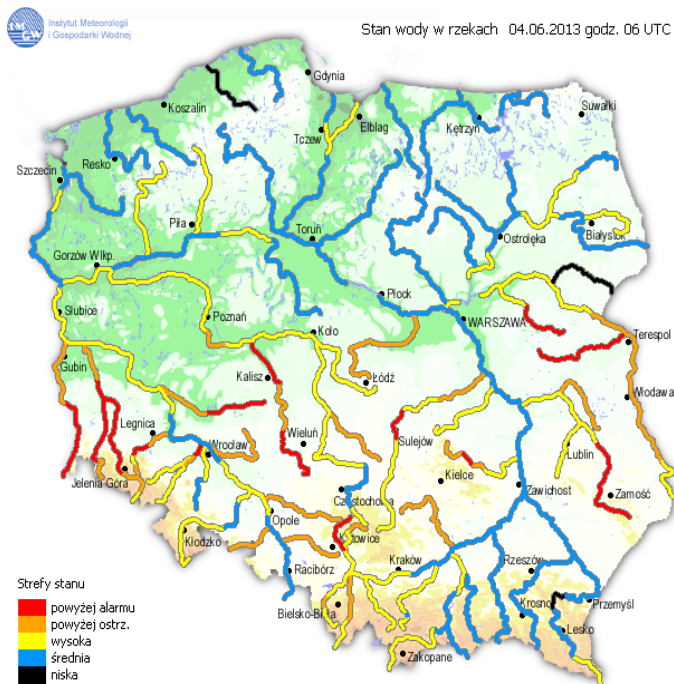 Instytut Meteorologii
i Gospodarki Wodnej
Stan wody w rzekach 04.06.2013 godz. 06 UTC
Gdynia
Koszalin
Suwałki
Elbląg
Kętrzyn
Tczew
Resko
Szczecin
Piła
Białystok
Toruń
Ostrołęka
Gorzów Wlkp.
Płock
Słubice
Poznań
Koło
WARSZAWA
Terespol
Gubin
Kalisz
Łódź
Włodawa
Legnica
Wrocław
Wieluń
Sulejów
Lublin
Jelenia Góra
Kielce
Zawichost
Zamość
Częstochowa
Opole
Kłodzko
Katowice
Racibórz
Kraków
Rzeszów
Bielsko-Biała
Krosno
Przemyśl
Lesko
Zakopane
Strefy stanu
powyżej alarmu
powyżej ostrz.
wysoka
średnia
niska